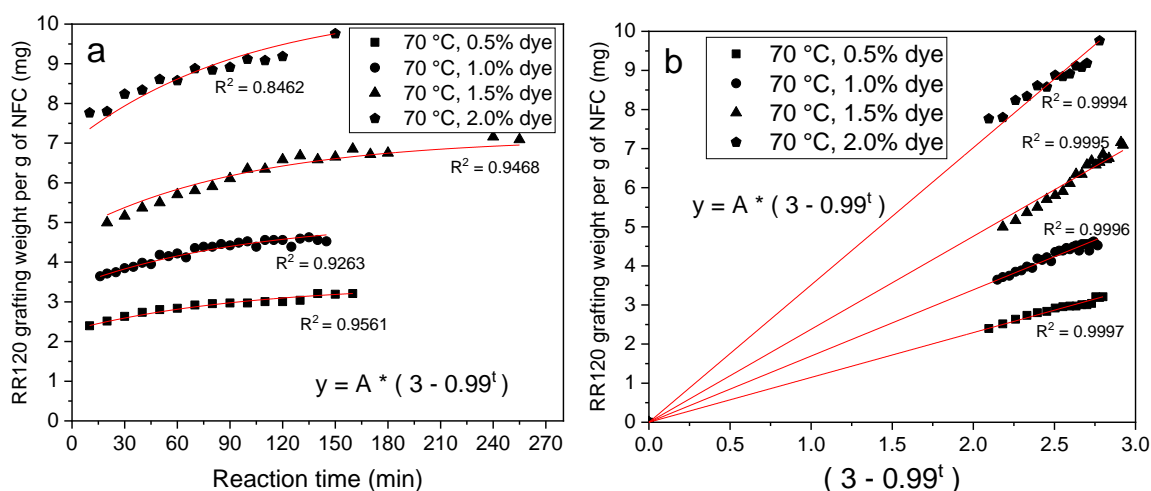 a
70 °C, 0.5% dye
70 °C, 1.0% dye
70 °C, 1.5% dye
70 °C, 2.0% dye
R² = 0.8462
R² = 0.9468
R² = 0.9263
R² = 0.9561
y = A * ( 3 - 0.99ᵗ)
RR120 grafting weight per g of NFC (mg)
10
9
8
7
6
5
4
3
2
1
0
0 30 60 90 120 150 180 210 240 270
Reaction time (min)
b
70 °C, 0.5% dye
70 °C, 1.0% dye
70 °C, 1.5% dye
70 °C, 2.0% dye
R² = 0.9994
R² = 0.9995
R² = 0.9996
R² = 0.9997
y = A * ( 3 - 0.99ᵗ)
RR120 grafting weight per g of NFC (mg)
10
9
8
7
6
5
4
3
2
1
0
0.0 0.5 1.0 1.5 2.0 2.5 3.0
( 3 - 0.99ᵗ)